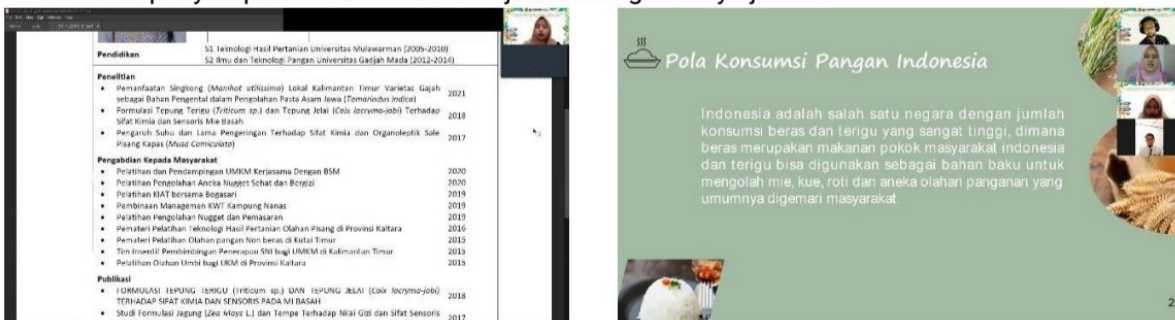 Pendidikan
S1 Teknologi Hasil Pertanian Universitas Mulawarman (2005-2010)
S2 Ilmu dan Teknologi Pangan Universitas Gadjah Mada (2012-2014)
Penelitian
• Pemanfaatan Singkong (Manihot utilissima) Lokal Kalimantan Timur Varietas Gajah sebagai Bahan Pengental dalam Pengolahan Pasta Asam Jawa (Tamarindus indica) 2021
• Formulasi Tepung Terigu (Triticum sp.) dan Tepung Jelai (Coix lacryma-jobi) Terhadap Sifat Kimia dan Sensoris Mie Basah 2018
• Pengaruh Suhu dan Lama Pengeringan Terhadap Sifat Kimia dan Organoleptik Sale Pisang Kapas (Musa Comiculata) 2017
Pengabdian Kepada Masyarakat
• Pelatihan dan Pendampingan UMKM Kerjasama Dengan BSM 2020
• Pelatihan Pengolahan Aneka Nugget Sehat dan Bergizi 2020
• Pelatihan KIAT bersama Bogasari 2019
• Pembinaan Managemen KWT Kampung Nanas 2019
• Pelatihan Pengolahan Nugget dan Pemasaran 2019
• Pemateri Pelatihan Teknologi Hasil Pertanian Olahan Pisang di Provinsi Kaltara 2016
• Pemateri Pelatihan Olahan pangan Non beras di Kutai Timur 2015
• Tim Insentif Pembimbingan Penerapan SNI bagi UMKM di Kalimantan Timur 2015
• Pelatihan Olahan Umbi bagi UKM di Provinsi Kaltara 2015
Publikasi
• FORMULASI TEPUNG TERIGU (Triticum sp.) DAN TEPUNG JELAI (Coix lacryma-jobi) TERHADAP SIFAT KIMIA DAN SENSORIS PADA MI BASAH 2018
• Studi Formulasi Jagung (Zea Mays L.) dan Tempe Terhadap Nilai Gizi dan Sifat Sensoris 2017
Pola Konsumsi Pangan Indonesia
Indonesia adalah salah satu negara dengan jumlah
konsumsi beras dan terigu yang sangat tinggi, dimana
beras merupakan makanan pokok masyarakat indonesia
dan terigu bisa digunakan sebagai bahan baku untuk
mengolah mie, kue, roti dan aneka olahan panganan yang
umumnya digemari masyarakat.
2